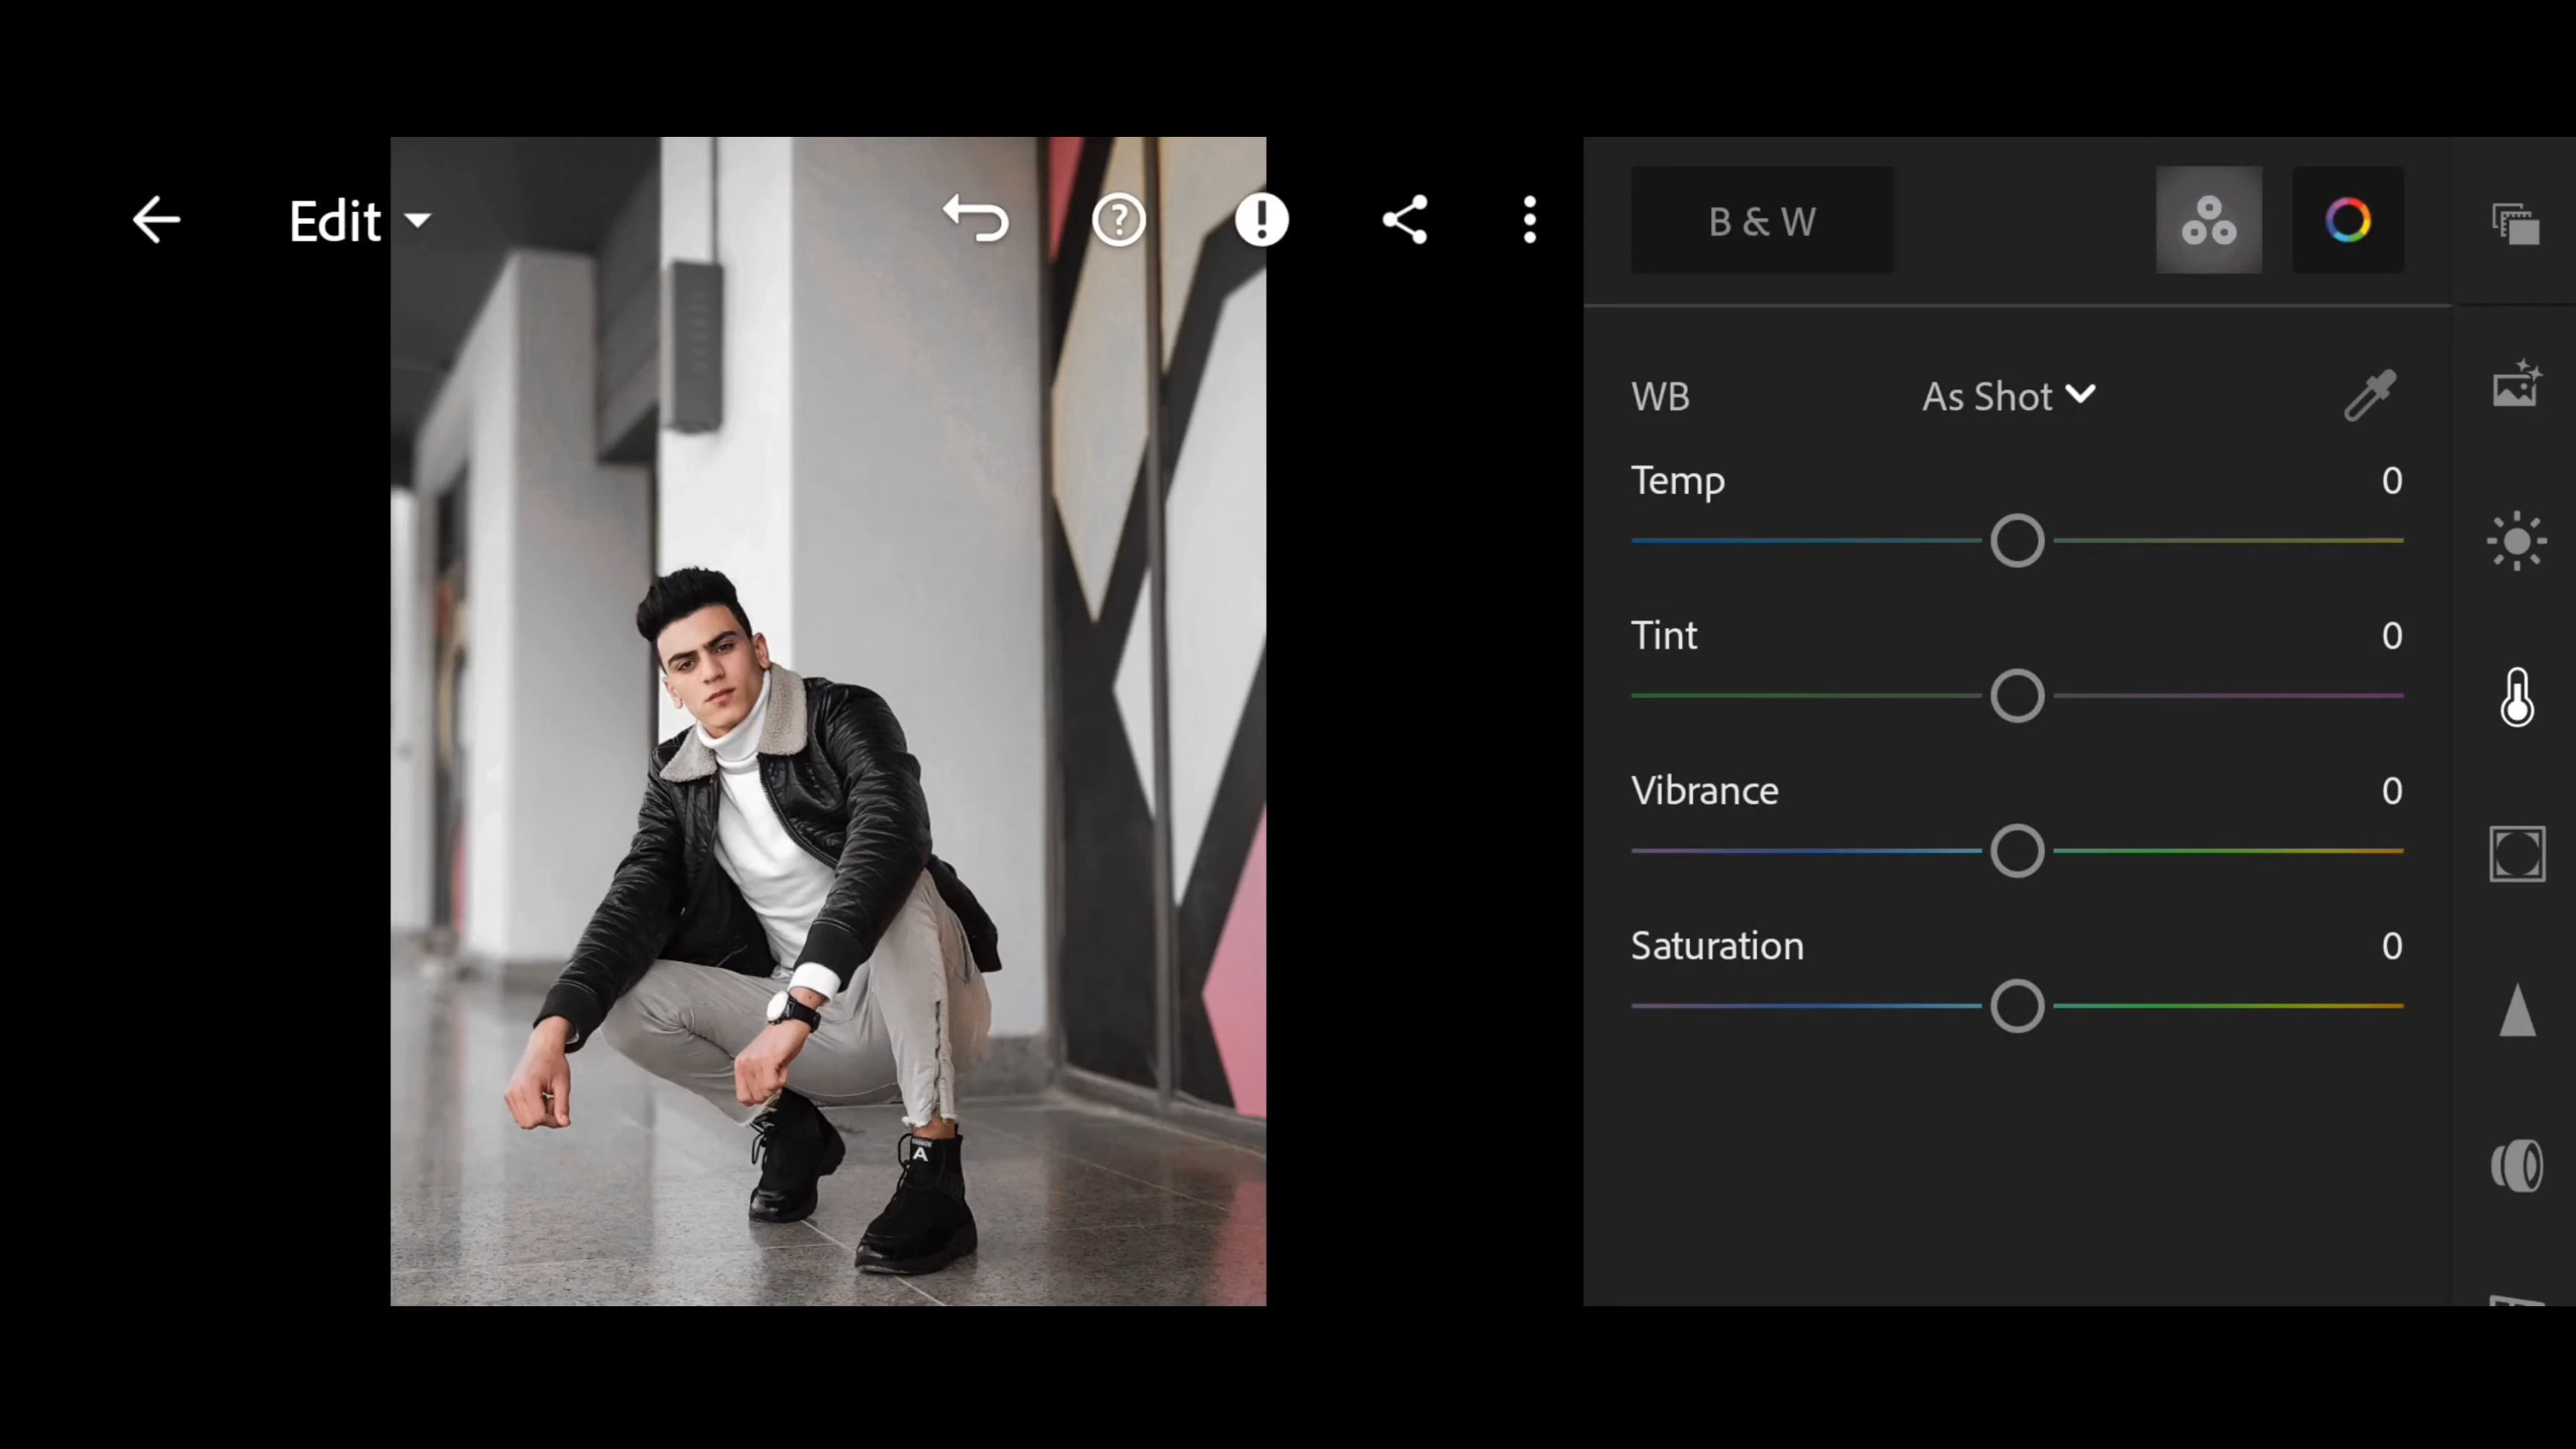 Edit
B & W
WB As Shot
Temp 0
Tint 0
Vibrance 0
Saturation 0
A